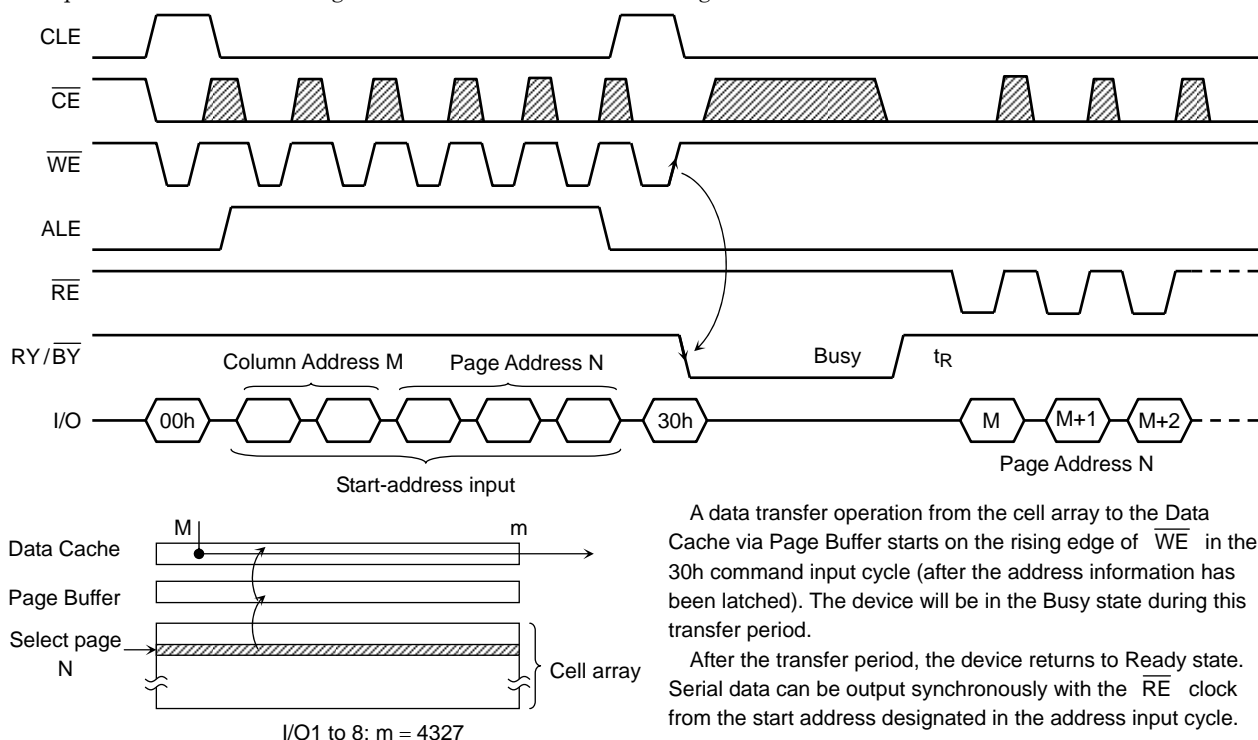 CLE
CE
WE
ALE
RE
RY/BY
Busy
tR
Column Address M
Page Address N
I/O
00h
30h
M
M+1
M+2
Page Address N
Start-address input
M
m
Data Cache
Page Buffer
Select page
N
Cell array
I/O1 to 8: m = 4327
A data transfer operation from the cell array to the Data
Cache via Page Buffer starts on the rising edge of WE in the
30h command input cycle (after the address information has
been latched). The device will be in the Busy state during this
transfer period.
After the transfer period, the device returns to Ready state.
Serial data can be output synchronously with the RE clock
from the start address designated in the address input cycle.